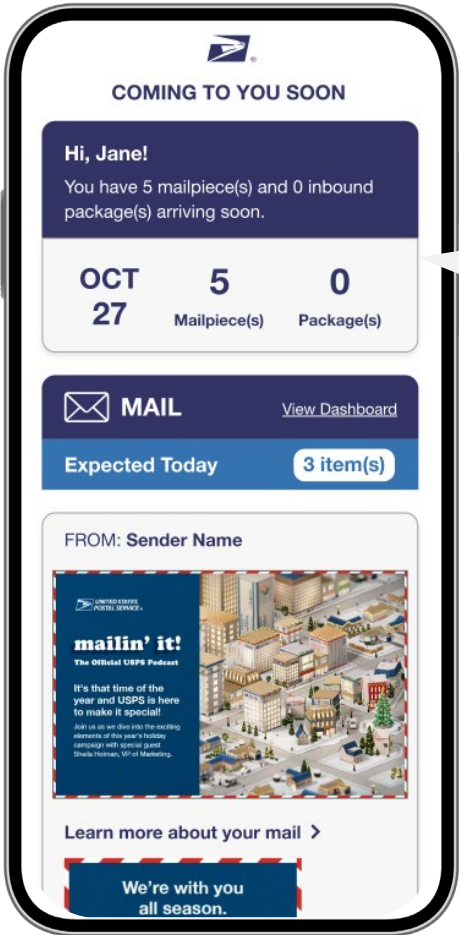 COMING TO YOU SOON
Hi, Jane!
You have 5 mailpiece(s) and 0 inbound
package(s) arriving soon.
OCT
27
5
Mailpiece(s)
0
Package(s)
MAIL
View Dashboard
Expected Today
3 item(s)
FROM: Sender Name
UNITED STATES
POSTAL SERVICE®
mailin' it!
The Official USPS Podcast
It's that time of the
year and USPS is here
to make it special!
Join us as we dive into the exciting
elements of this year's holiday
campaign with special guest
Sheila Holman, VP of Marketing.
Learn more about your mail >
We're with you
all season.